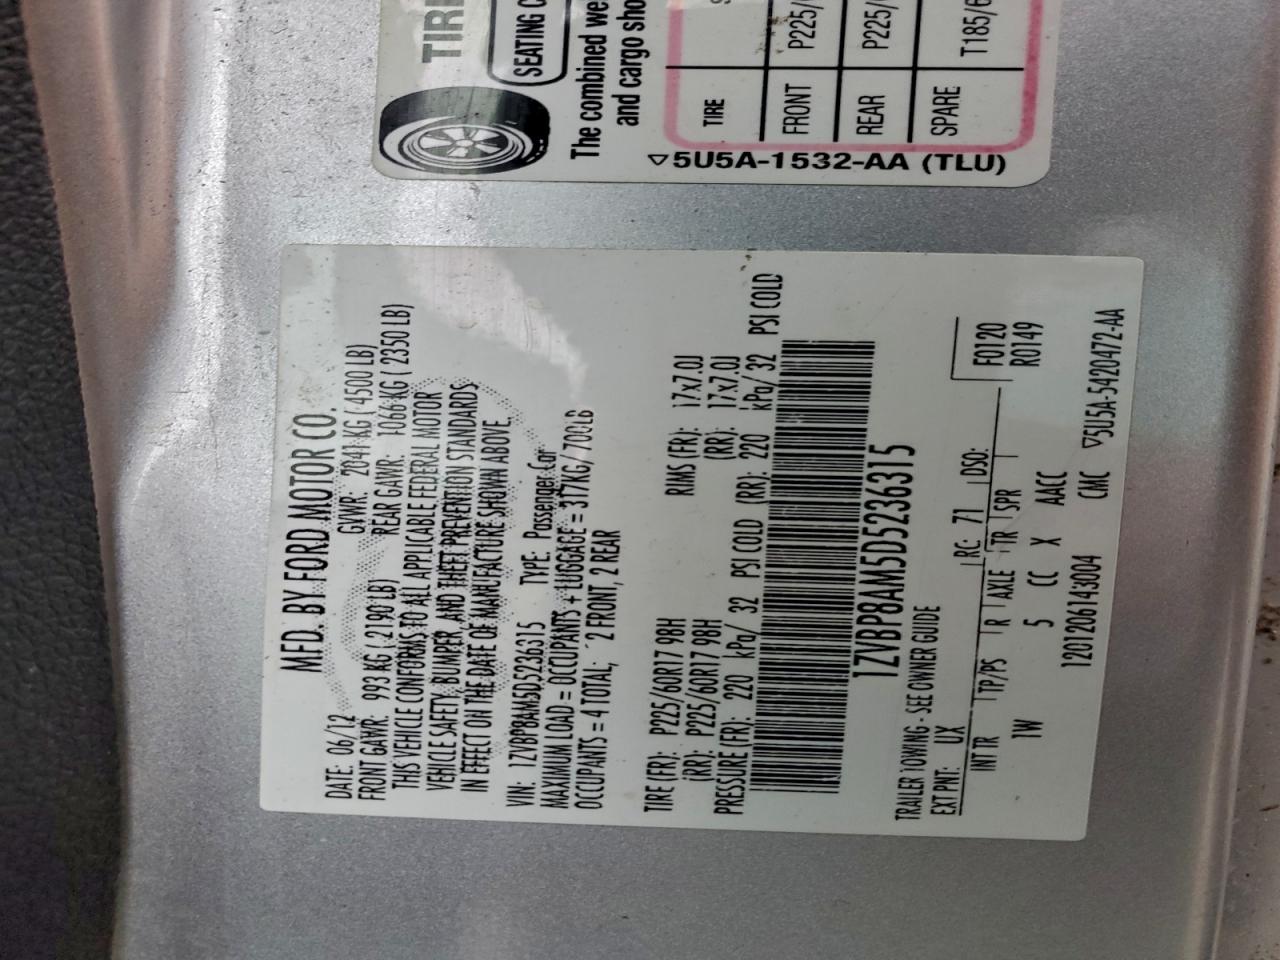 TIRE
SEATING C
The combined we
and cargo sho
TIRE
FRONT P225/
REAR P225/
SPARE T185/6
▽5U5A-1532-AA (TLU)
MFD. BY FORD MOTOR CO.
DATE: 06/12 GVWR: 2041 KG ( 4500 LB)
FRONT GAWR: 993 KG ( 2190 LB) REAR GAWR: 1066 KG ( 2350 LB)
THIS VEHICLE CONFORMS TO ALL APPLICABLE FEDERAL MOTOR
VEHICLE SAFETY, BUMPER, AND THEFT PREVENTION STANDARDS
IN EFFECT ON THE DATE OF MANUFACTURE SHOWN ABOVE.
VIN: 1ZVBP8AM5D5236315 TYPE: Passenger Car
MAXIMUM LOAD = OCCUPANTS + LUGGAGE = 317KG/ 700LB
OCCUPANTS = 4 TOTAL; 2 FRONT, 2 REAR
TIRE (FR): P225/60R17 98H RIMS (FR): 17x7.0J
(RR): P225/60R17 98H (RR): 17x7.0J
PRESSURE (FR): 220 kPa/ 32 PSI COLD (RR): 220 kPa/ 32 PSI COLD
1ZVBP8AM5D5236315
TRAILER TOWING - SEE OWNER GUIDE
EXT PNT: UX RC: 71 DSO: F0120
INT TR TP/PS R AXLE TR SPR R0149
TW 5 CC X AACC
1201206143004 CMC ▽5U5A-5420472-AA